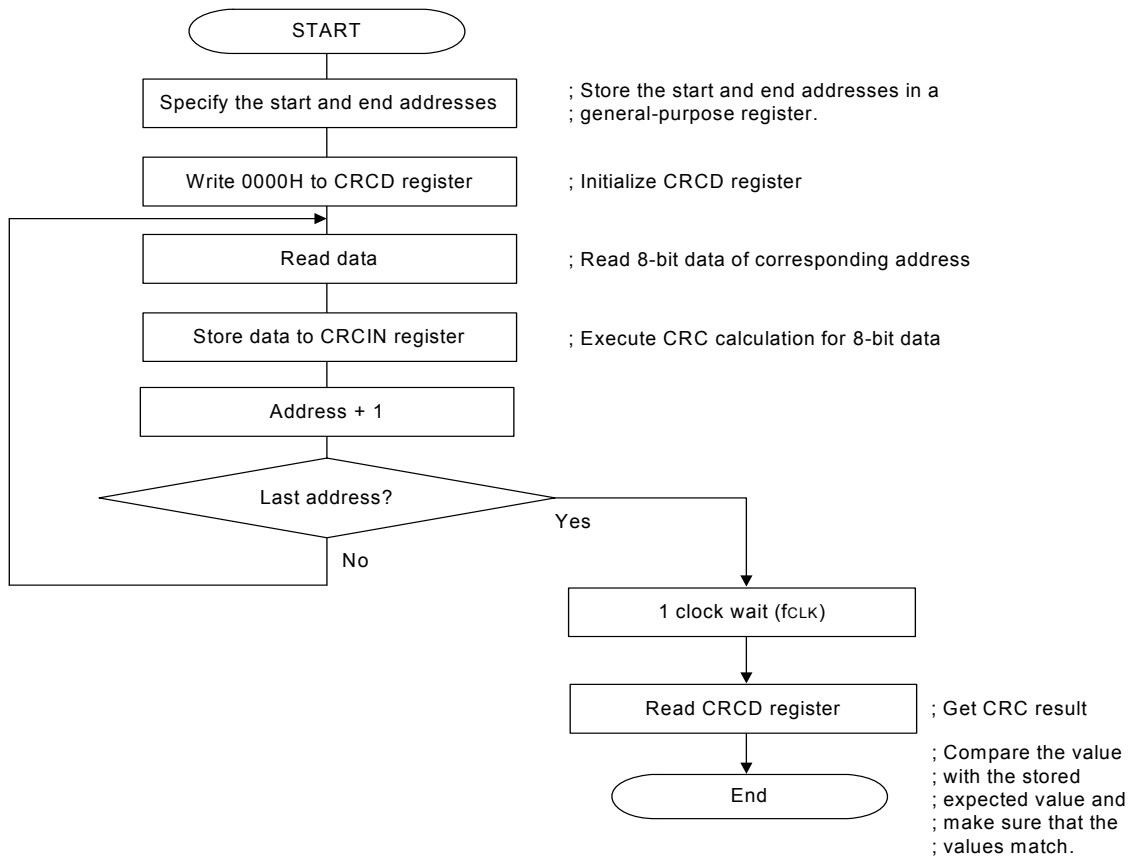 START
Specify the start and end addresses
; Store the start and end addresses in a
; general-purpose register.
Write 0000H to CRCD register
; Initialize CRCD register
Read data
; Read 8-bit data of corresponding address
Store data to CRCIN register
; Execute CRC calculation for 8-bit data
Address + 1
Last address?
Yes
No
1 clock wait (fCLK)
Read CRCD register
; Get CRC result
; Compare the value
; with the stored
; expected value and
; make sure that the
; values match.
End